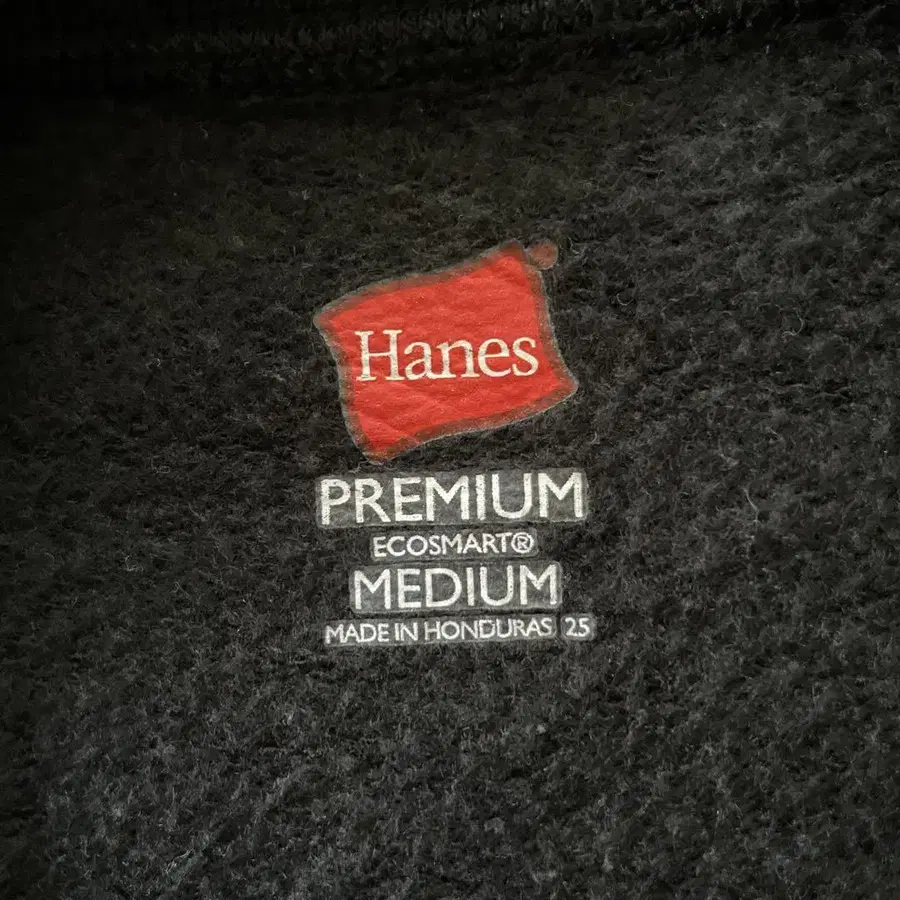 Hanes
PREMIUM
ECOSMART®
MEDIUM
MADE IN HONDURAS 25